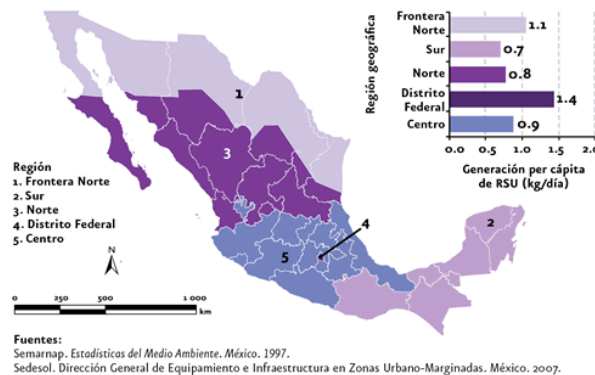 Región geográfica
Frontera
Norte
1.1
Sur
0.7
Norte
0.8
Distrito
Federal
1.4
Centro
0.9
0.0 0.5 1.0 1.5 2.0
Generación per cápita
de RSU (kg/día)
1
3
2
4
5
Región
1. Frontera Norte
2. Sur
3. Norte
4. Distrito Federal
5. Centro
N
0 250 500 1 000
km
Fuentes:
Semarnap. Estadísticas del Medio Ambiente. México. 1997.
Sedesol. Dirección General de Equipamiento e Infraestructura en Zonas Urbano-Marginadas. México. 2007.